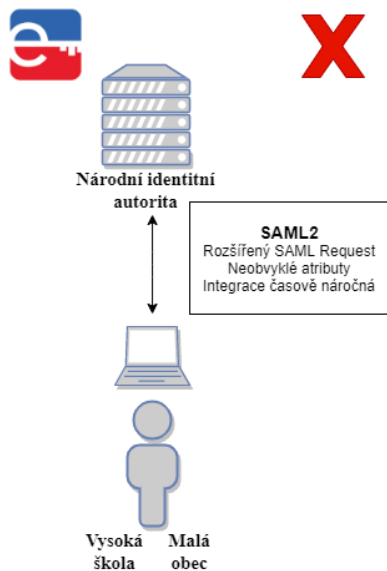 Národní identitní
autorita
SAML2
Rozšířený SAML Request
Neobvyklé atributy
Integrace časově náročná
Vysoká
škola
Malá
obec